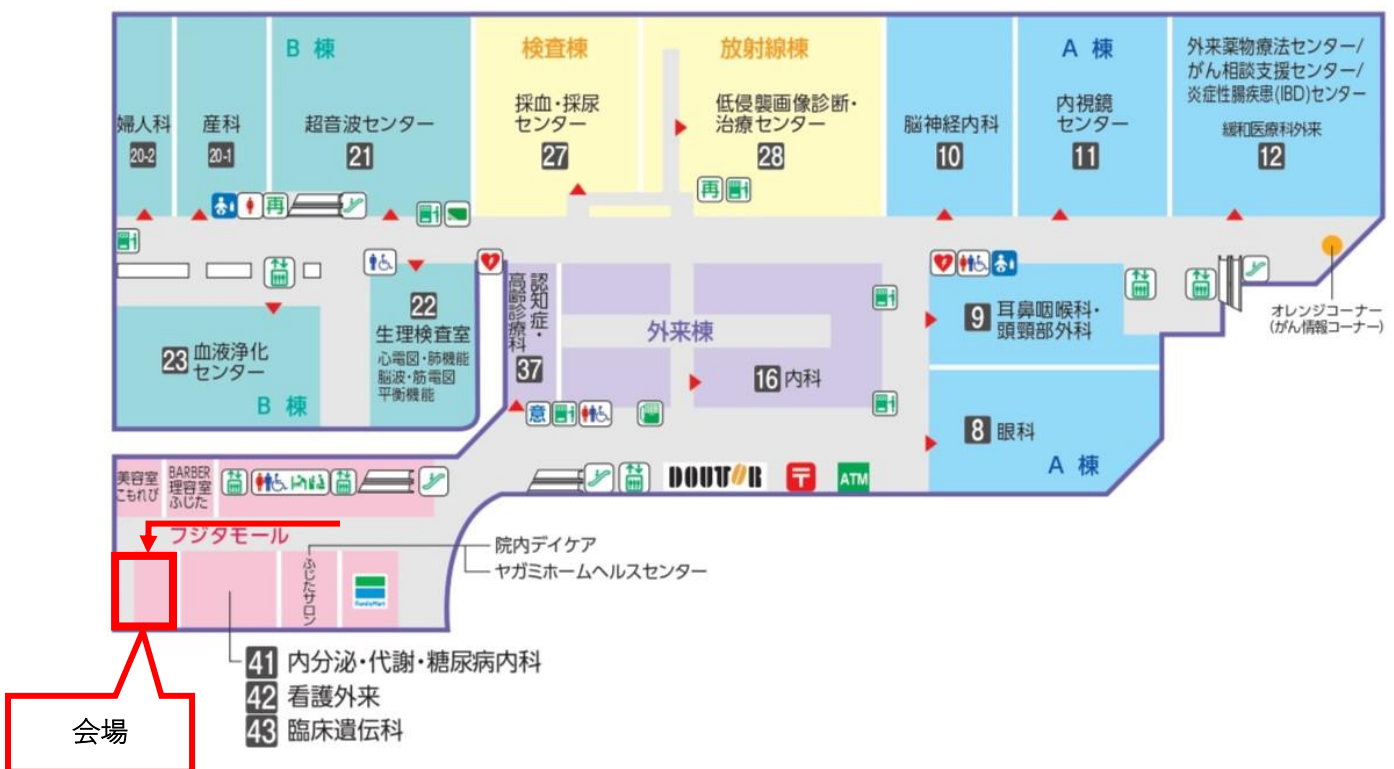 B 棟
検査棟
放射線棟
A 棟
婦人科
20-2
産科
20-1
超音波センター
21
採血・採尿
センター
27
低侵襲画像診断・
治療センター
28
脳神経内科
10
内視鏡
センター
11
外来薬物療法センター/
がん相談支援センター/
炎症性腸疾患(IBD)センター
緩和医療科外来
12
再
再
22
生理検査室
心電図・肺機能
脳波・筋電図
平衡機能
23 血液浄化
センター
B 棟
認知症・
高齢診療科
37
外来棟
16 内科
9 耳鼻咽喉科・
頭頸部外科
8 眼科
A 棟
オレンジコーナー
(がん情報コーナー)
意
DOUTOR
〒
ATM
美容室
こもれび
BARBER
理容室
ふじた
フジタモール
ふじたサロン
FamilyMart
院内デイケア
ヤガミホームヘルスセンター
41 内分泌・代謝・糖尿病内科
42 看護外来
43 臨床遺伝科
会場